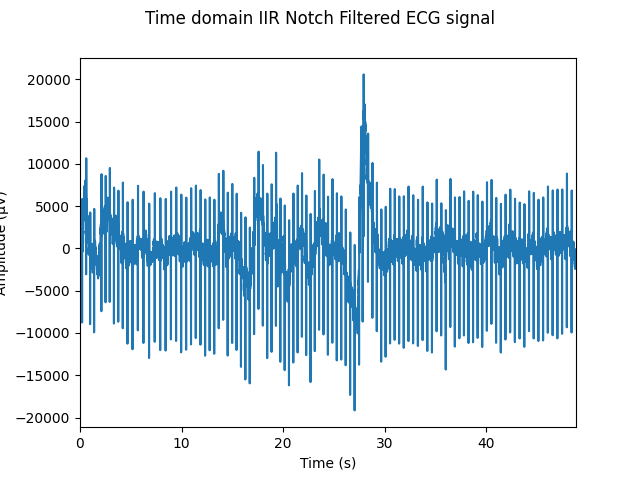 Time domain IIR Notch Filtered ECG signal
20000
15000
10000
5000
0
−5000
−10000
−15000
−20000
Amplitude (μV)
0 10 20 30 40
Time (s)